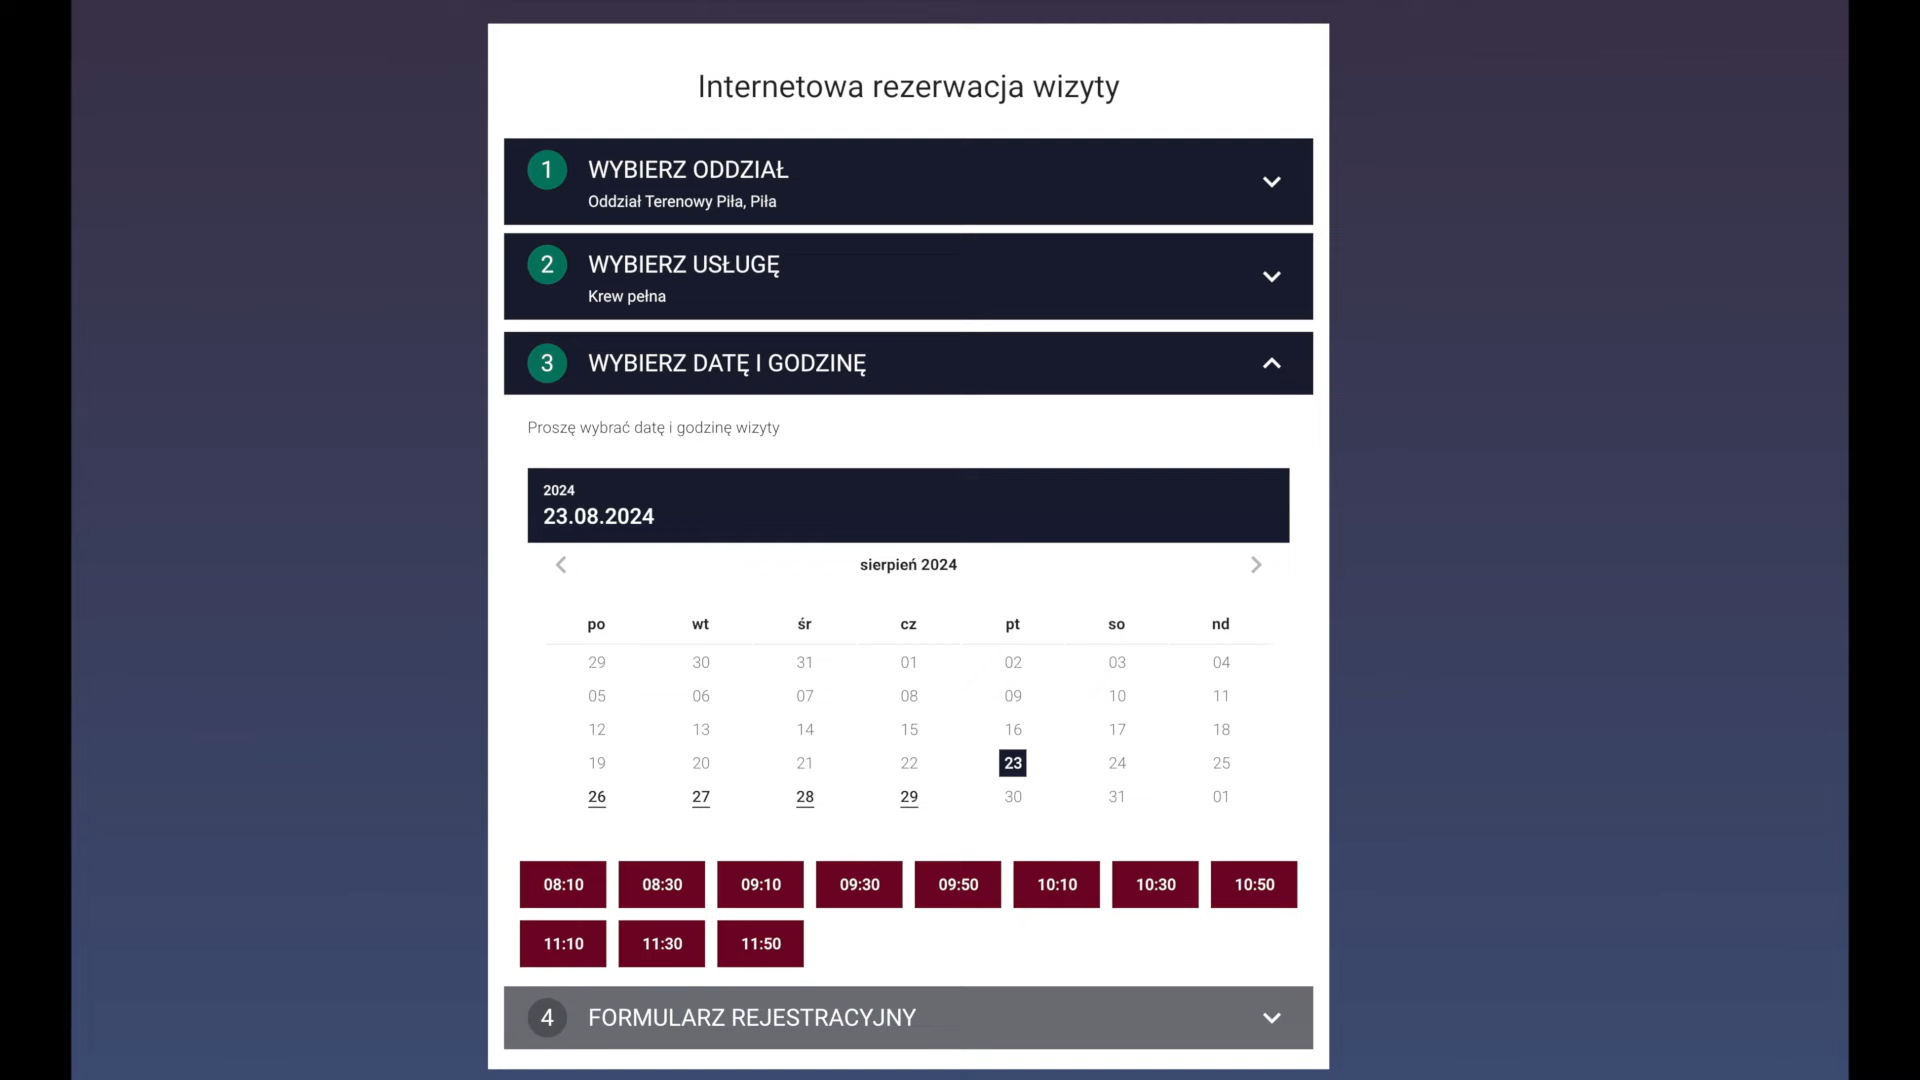 Internetowa rezerwacja wizyty
1 WYBIERZ ODDZIAŁ
Oddział Terenowy Piła, Piła
2 WYBIERZ USŁUGĘ
Krew pełna
3 WYBIERZ DATĘ I GODZINĘ
Proszę wybrać datę i godzinę wizyty
2024
23.08.2024
sierpień 2024
po wt śr cz pt so nd
29 30 31 01 02 03 04
05 06 07 08 09 10 11
12 13 14 15 16 17 18
19 20 21 22 23 24 25
26 27 28 29 30 31 01
08:10 08:30 09:10 09:30 09:50 10:10 10:30 10:50
11:10 11:30 11:50
4 FORMULARZ REJESTRACYJNY